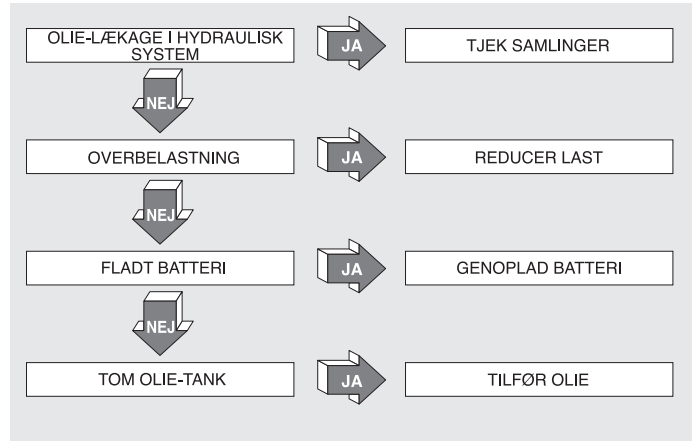 OLIE-LÆKAGE I HYDRAULISK
SYSTEM
JA
TJEK SAMLINGER
NEJ
OVERBELASTNING
JA
REDUCER LAST
NEJ
FLADT BATTERI
JA
GENOPLAD BATTERI
NEJ
TOM OLIE-TANK
JA
TILFØR OLIE